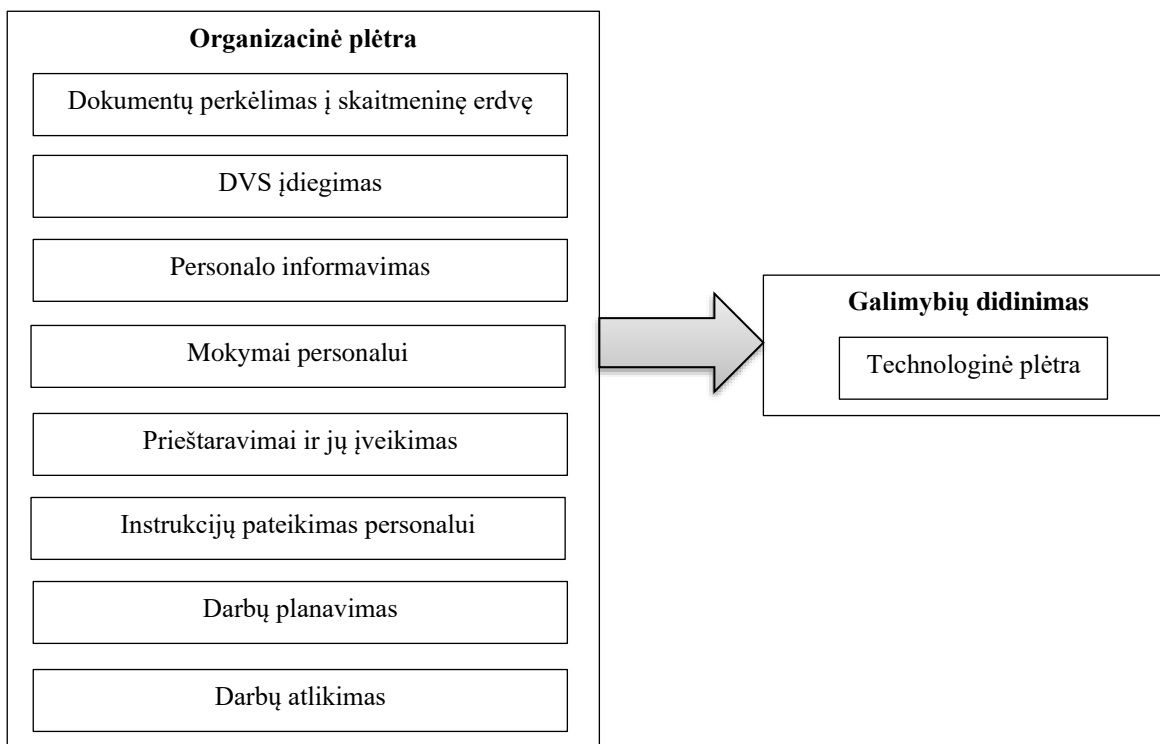 Organizacinė plėtra
Dokumentų perkėlimas į skaitmeninę erdvę
DVS įdiegimas
Personalo informavimas
Mokymai personalui
Prieštaravimai ir jų įveikimas
Instrukcijų pateikimas personalui
Darbų planavimas
Darbų atlikimas
Galimybių didinimas
Technologinė plėtra